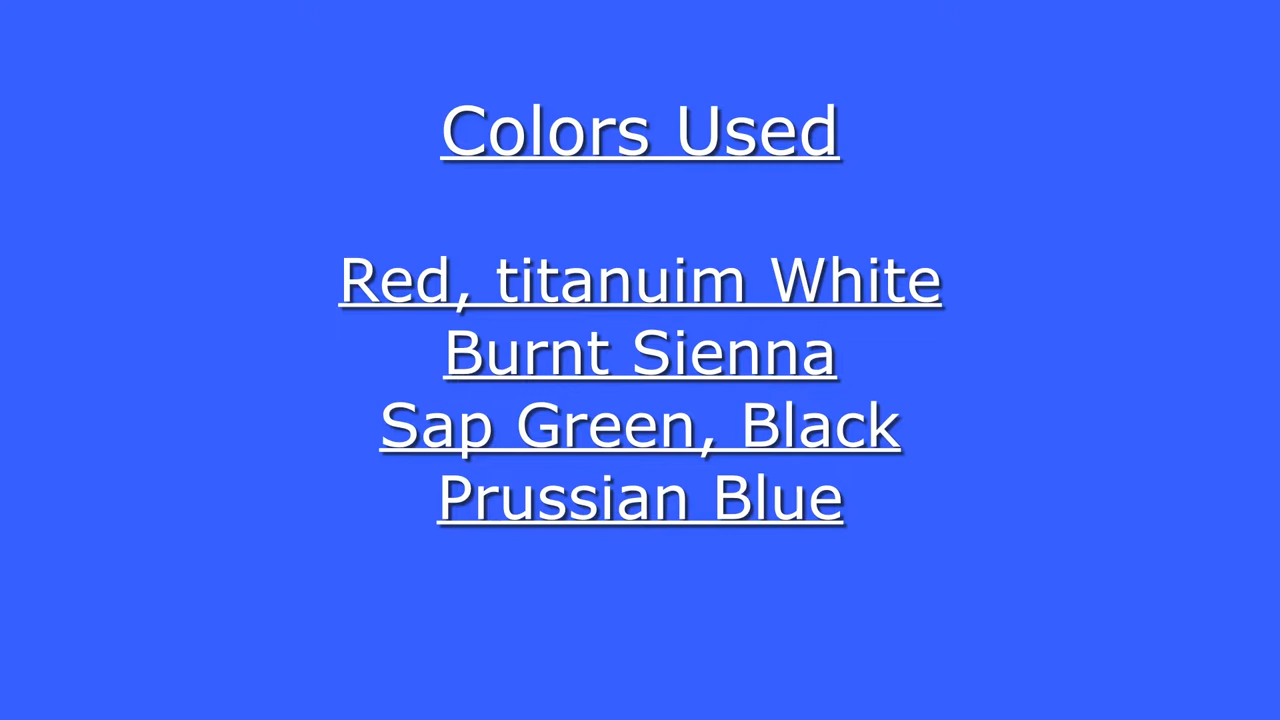 Colors Used
Red, titanuim White
Burnt Sienna
Sap Green, Black
Prussian Blue